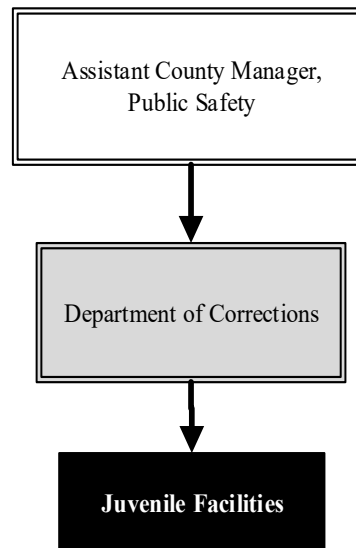 Assistant County Manager,
Public Safety
Department of Corrections
Juvenile Facilities